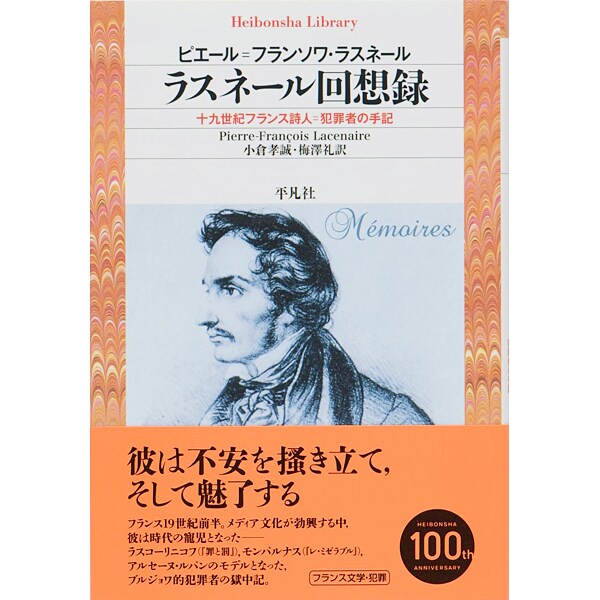 Heibonsha Library
ピエール=フランソワ・ラスネール
ラスネール回想録
十九世紀フランス詩人=犯罪者の手記
Pierre-François Lacenaire
小倉孝誠・梅澤礼訳
平凡社
Mémoires
彼は不安を掻き立て,
そして魅了する
フランス19世紀前半。メディア文化が勃興する中,
彼は時代の寵児となった――
ラスコーリニコフ(『罪と罰』),モンパルナス(『レ・ミゼラブル』),
アルセーヌ・ルパンのモデルとなった,
ブルジョワ的犯罪者の獄中記。
フランス文学・犯罪
HEIBONSHA
100th
ANNIVERSARY